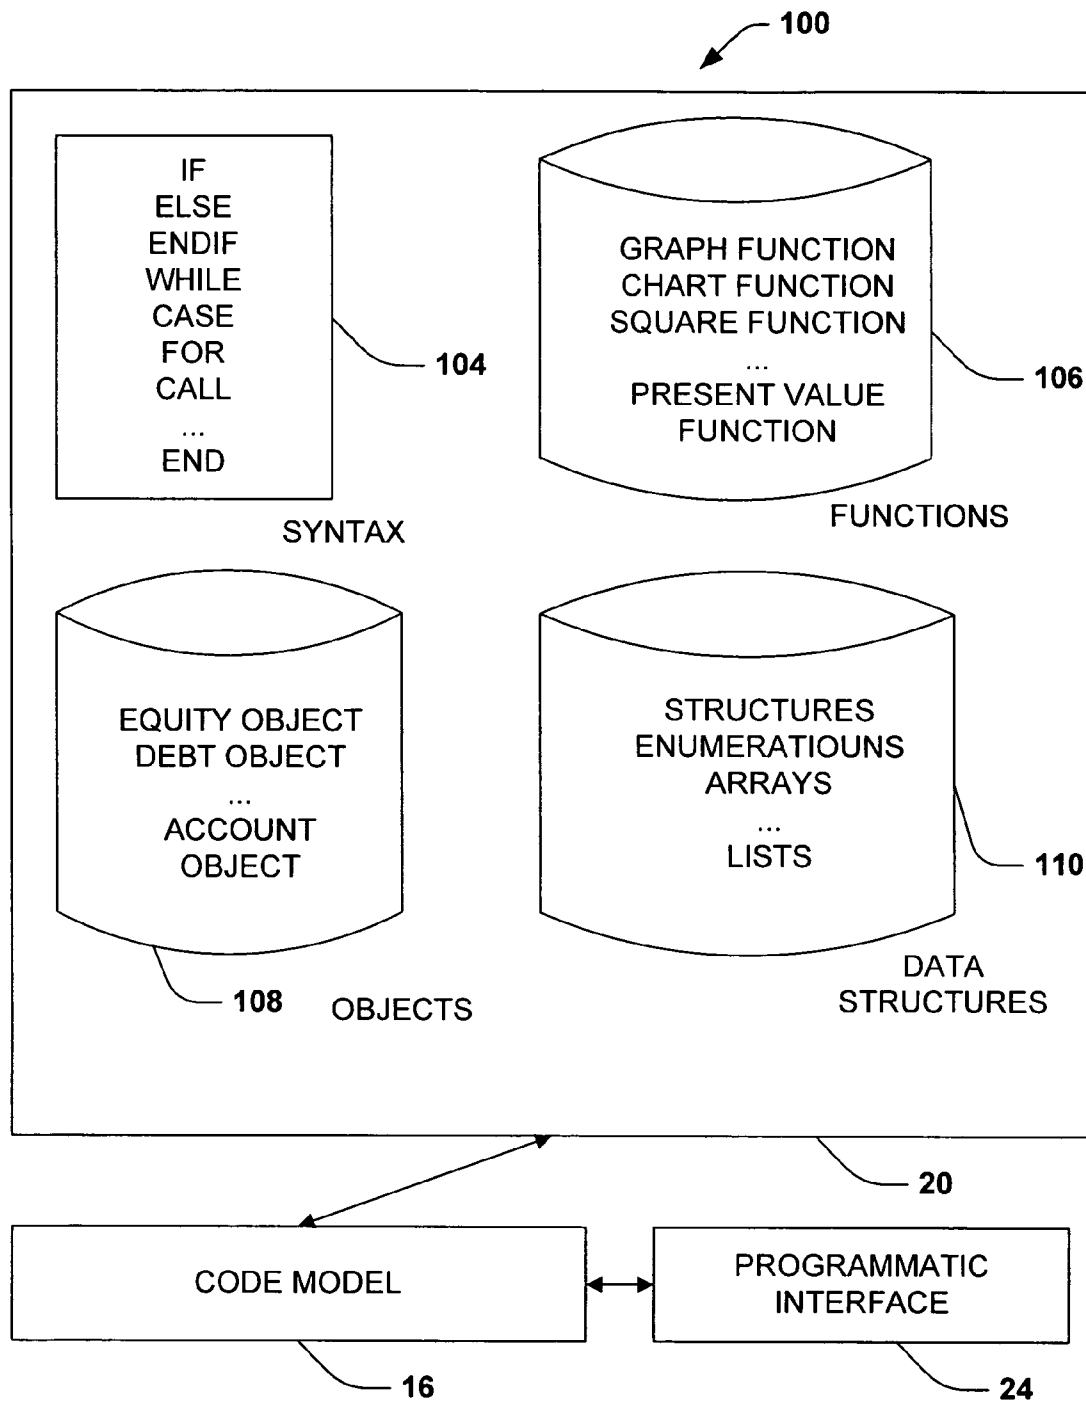 100
IF
ELSE
ENDIF
WHILE
CASE
FOR
CALL
...
END
104
SYNTAX
GRAPH FUNCTION
CHART FUNCTION
SQUARE FUNCTION
...
PRESENT VALUE
FUNCTION
106
FUNCTIONS
EQUITY OBJECT
DEBT OBJECT
...
ACCOUNT
OBJECT
108
OBJECTS
STRUCTURES
ENUMERATIOUNS
ARRAYS
...
LISTS
110
DATA
STRUCTURES
20
CODE MODEL
16
PROGRAMMATIC
INTERFACE
24